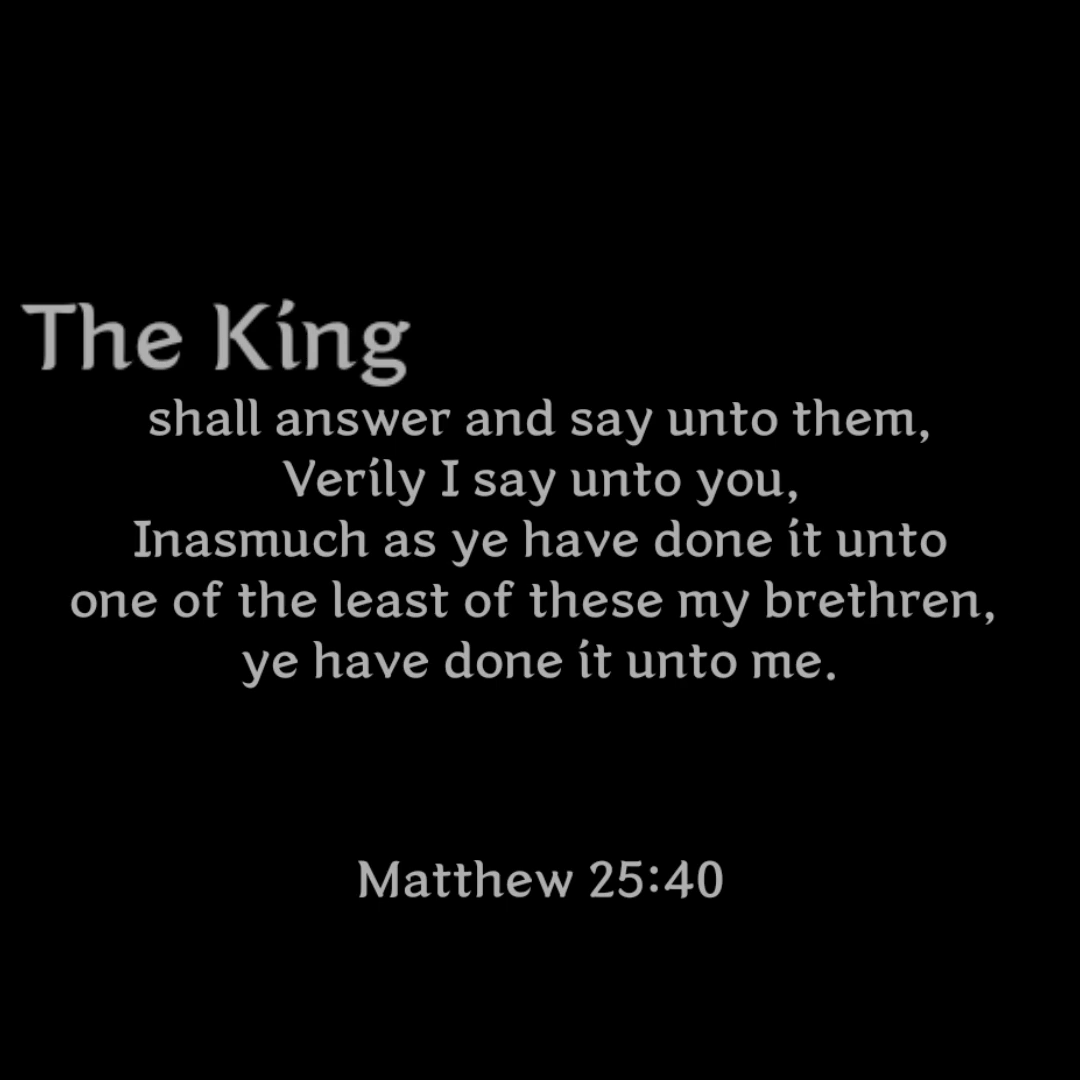 The King
shall answer and say unto them,
Verily I say unto you,
Inasmuch as ye have done it unto
one of the least of these my brethren,
ye have done it unto me.
Matthew 25:40